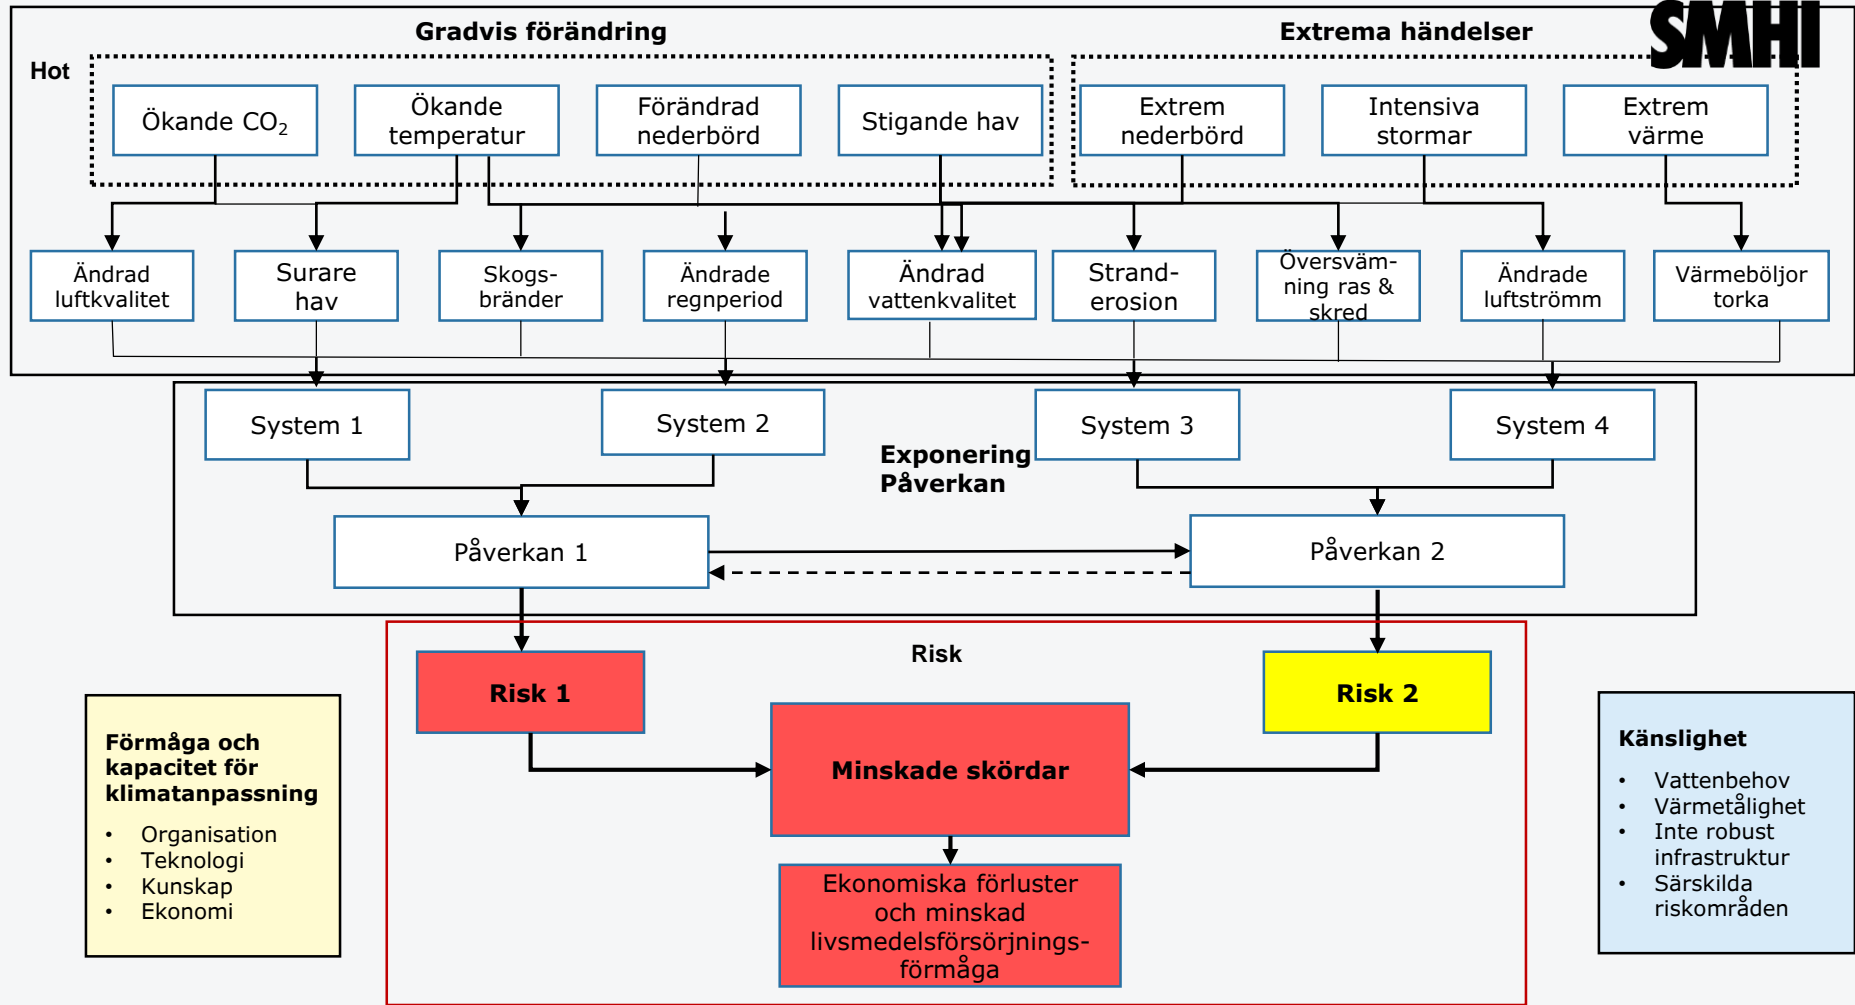 SMHI
Gradvis förändring
Extrema händelser
Hot
Ökande CO₂
Ökande
temperatur
Förändrad
nederbörd
Stigande hav
Extrem
nederbörd
Intensiva
stormar
Extrem
värme
Ändrad
luftkvalitet
Surare
hav
Skogs-
bränder
Ändrade
regnperiod
Ändrad
vattenkvalitet
Strand-
erosion
Översväm-
ning ras &
skred
Ändrade
luftströmm
Värmeböljor
torka
System 1
System 2
System 3
System 4
Exponering
Påverkan
Påverkan 1
Påverkan 2
Risk
Risk 1
Risk 2
Minskade skördar
Ekonomiska förluster
och minskad
livsmedelsförsörjnings-
förmåga
Förmåga och
kapacitet för
klimatanpassning
• Organisation
• Teknologi
• Kunskap
• Ekonomi
Känslighet
• Vattenbehov
• Värmetålighet
• Inte robust
infrastruktur
• Särskilda
riskområden